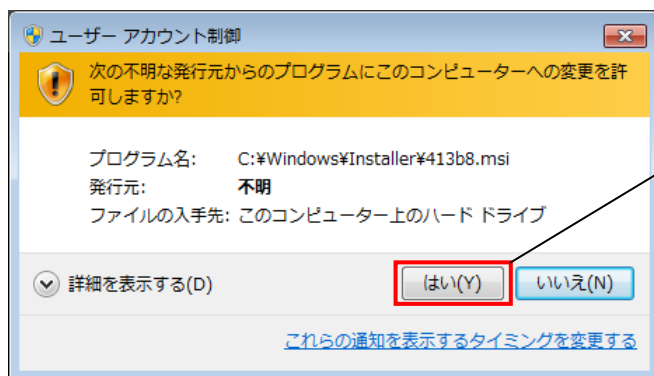 ユーザー アカウント制御
次の不明な発行元からのプログラムにこのコンピューターへの変更を許
可しますか?
プログラム名: C:¥Windows¥Installer¥413b8.msi
発行元: 不明
ファイルの入手先: このコンピューター上のハード ドライブ
詳細を表示する(D) はい(Y) いいえ(N)
これらの通知を表示するタイミングを変更する